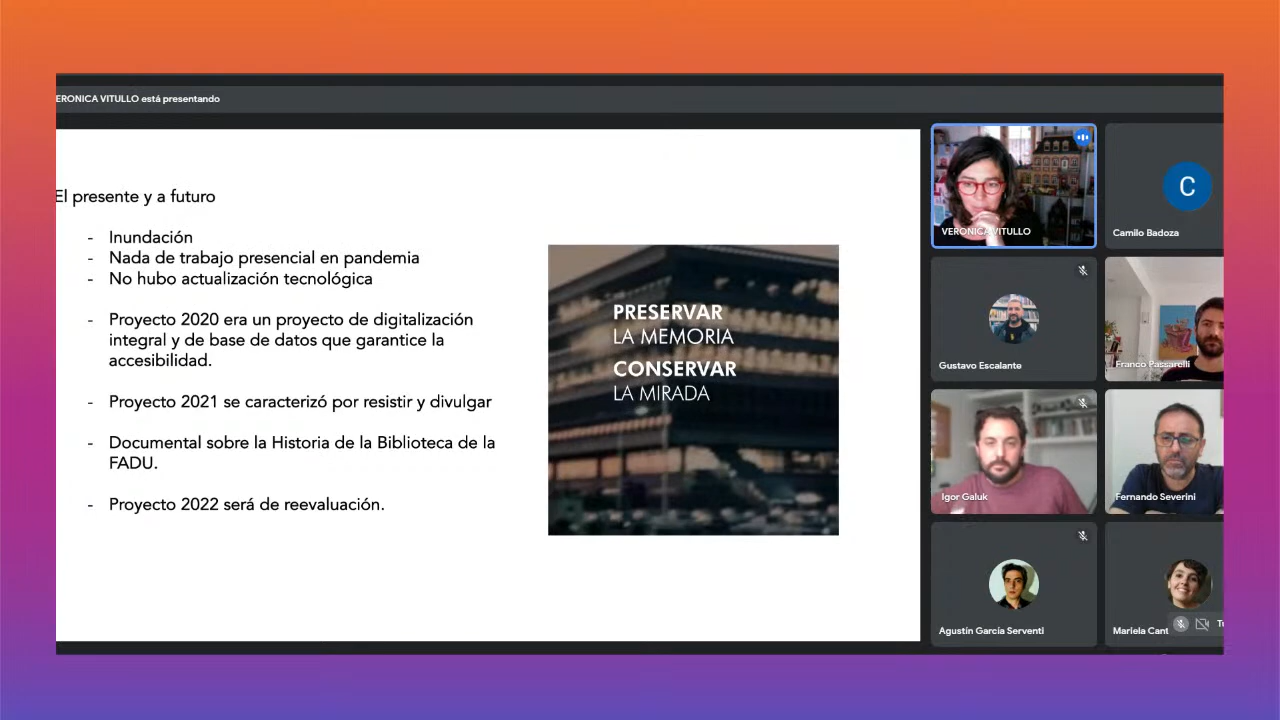 ERONICA VITULLO está presentando
El presente y a futuro
- Inundación
- Nada de trabajo presencial en pandemia
- No hubo actualización tecnológica
- Proyecto 2020 era un proyecto de digitalización
integral y de base de datos que garantice la
accesibilidad.
- Proyecto 2021 se caracterizó por resistir y divulgar
- Documental sobre la Historia de la Biblioteca de la
FADU.
- Proyecto 2022 será de reevaluación.
PRESERVAR
LA MEMORIA
CONSERVAR
LA MIRADA
VERONICA VITULLO
C
Camilo Badoza
Gustavo Escalante
Franco Passarelli
Igor Galuk
Fernando Severini
Agustín García Serventi
Mariela Cant